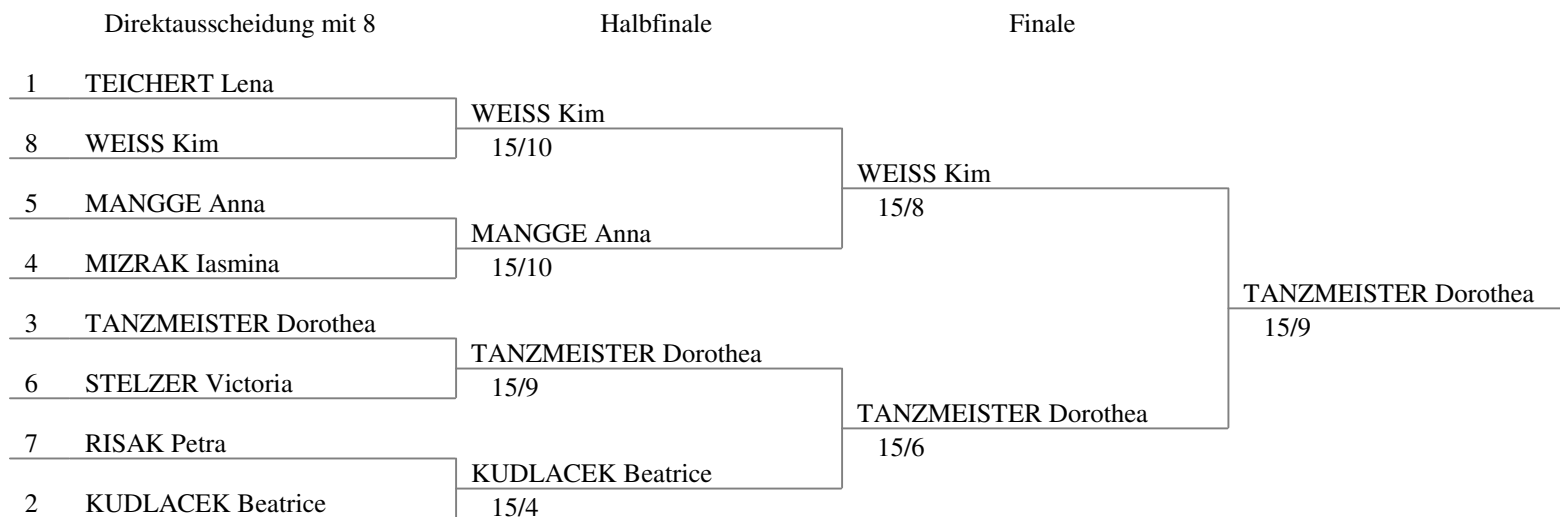 Direktausscheidung mit 8 Halbfinale Finale
1 TEICHERT Lena
WEISS Kim
8 WEISS Kim 15/10
WEISS Kim
5 MANGGE Anna 15/8
MANGGE Anna
4 MIZRAK Iasmina 15/10
TANZMEISTER Dorothea
3 TANZMEISTER Dorothea 15/9
TANZMEISTER Dorothea
6 STELZER Victoria 15/9
TANZMEISTER Dorothea
7 RISAK Petra 15/6
KUDLACEK Beatrice
2 KUDLACEK Beatrice 15/4